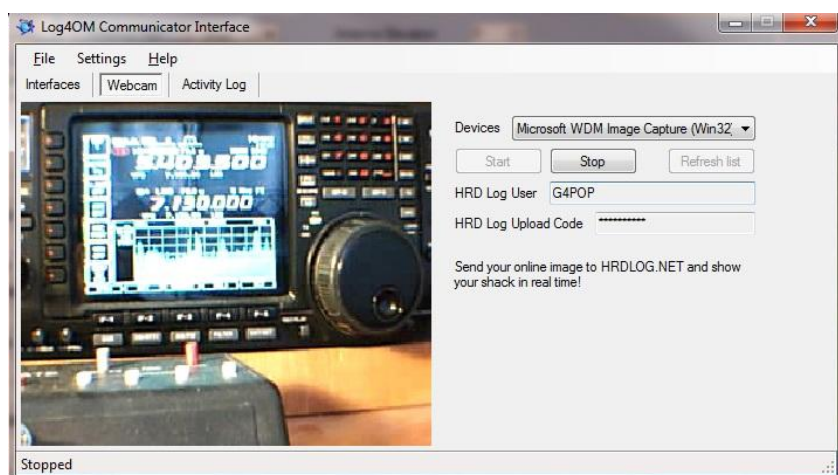 Log4OM Communicator Interface
File Settings Help
Interfaces Webcam Activity Log
Devices Microsoft WDM Image Capture (Win32)
Start Stop Refresh list
HRD Log User G4POP
HRD Log Upload Code **********
Send your online image to HRDLOG.NET and show
your shack in real time!
7.130.000
Stopped